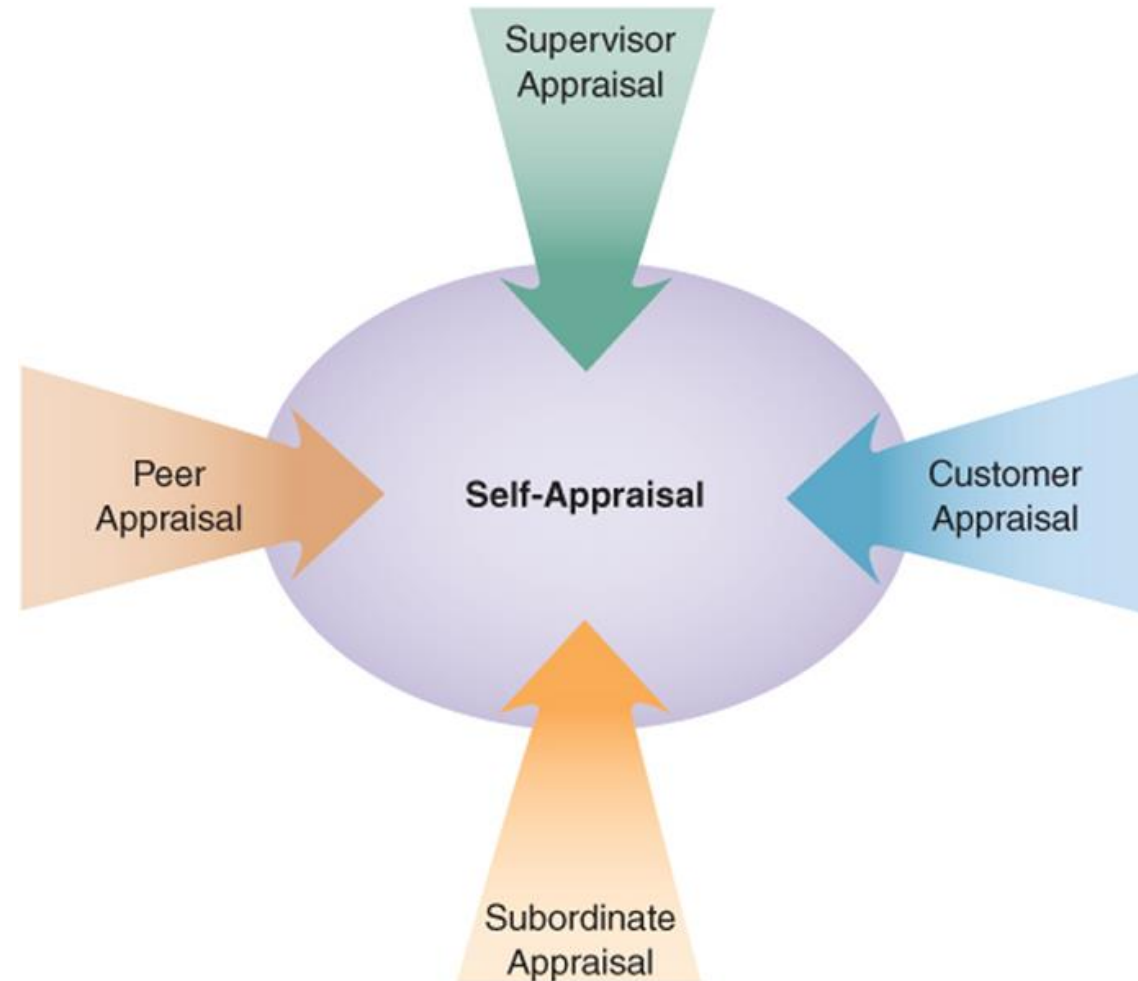 Supervisor
Appraisal
Peer
Appraisal
Self-Appraisal
Customer
Appraisal
Subordinate
Appraisal